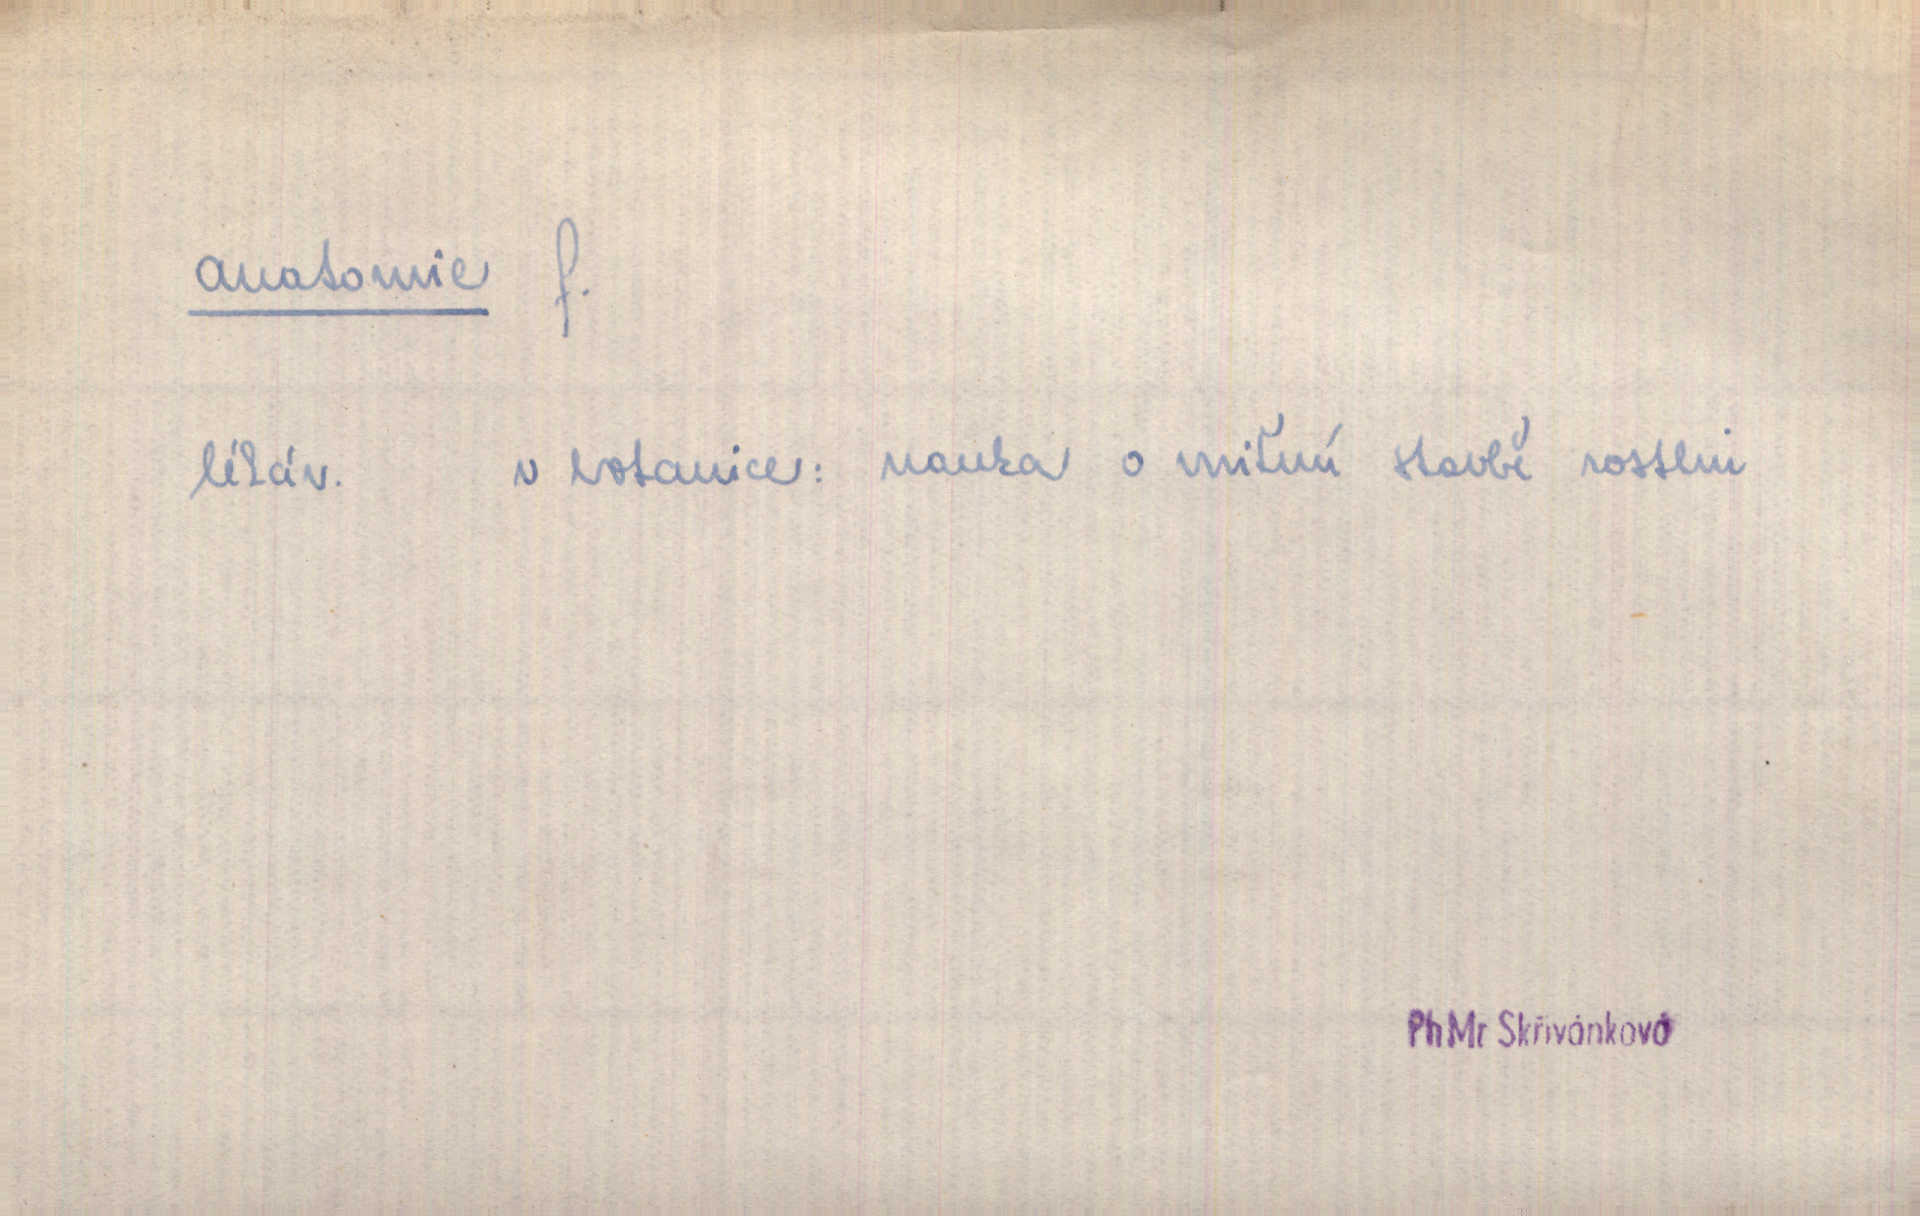 anatomie f.
lékár. v botanice: nauka o vnitřní stavbě rostlin
PhMr Skřivánková